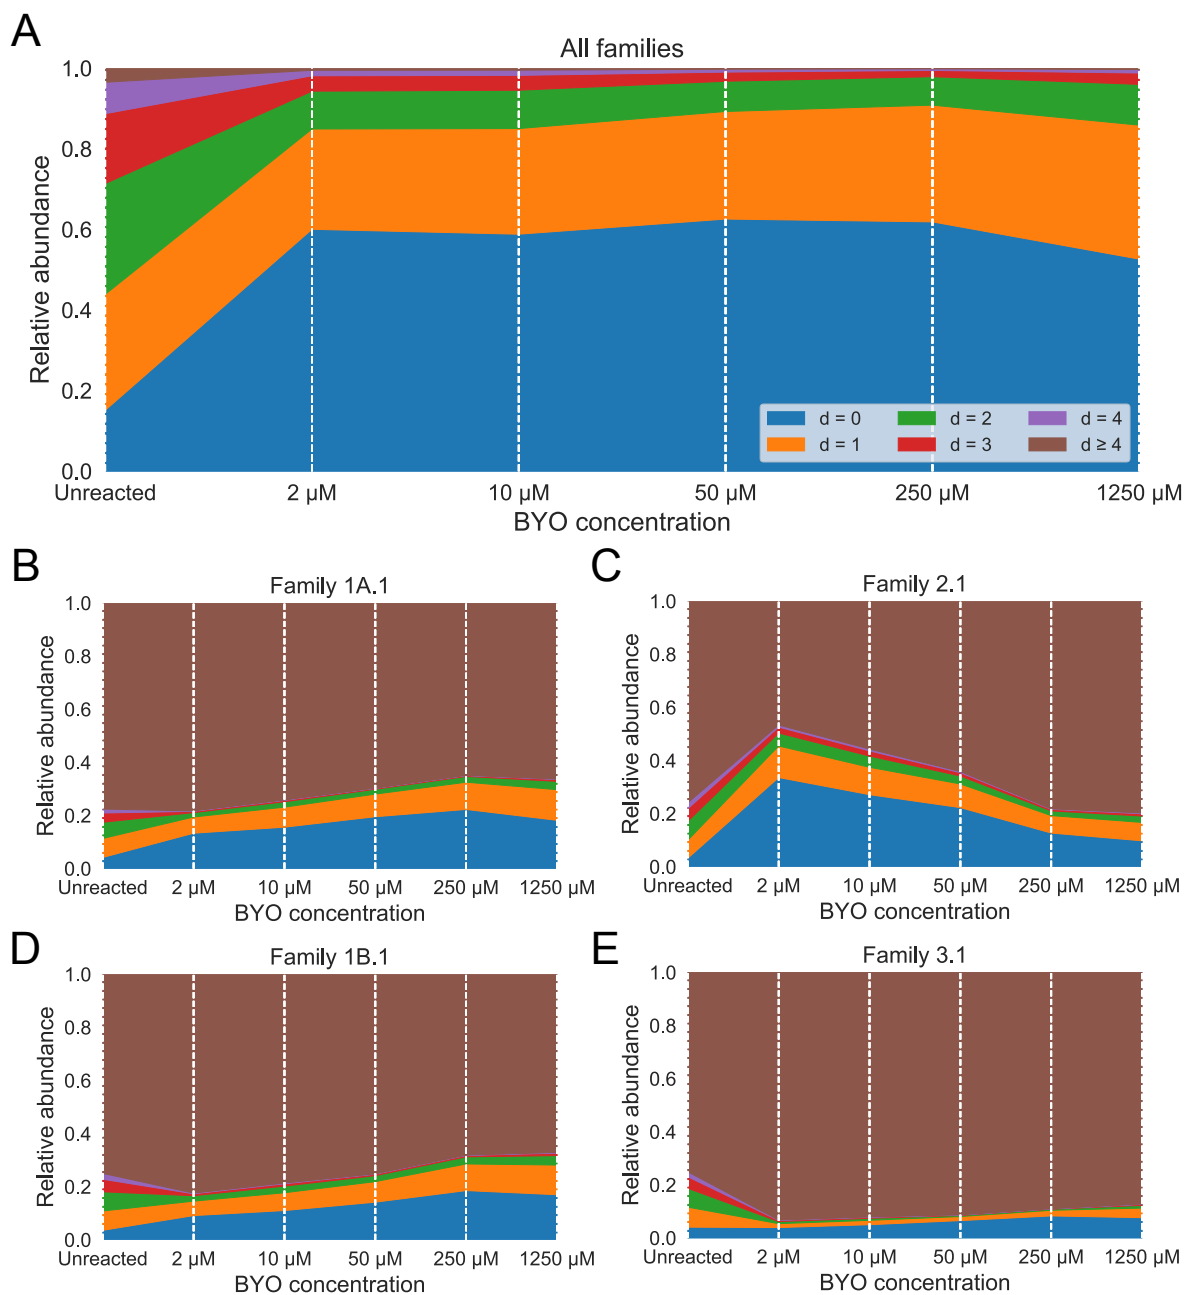 A
All families
Relative abundance
1.0
0.8
0.6
0.4
0.2
0.0
d = 0
d = 2
d = 4
d = 1
d = 3
d ≥ 4
Unreacted
2 μM
10 μM
50 μM
250 μM
1250 μM
BYO concentration
B
Family 1A.1
Relative abundance
1.0
0.8
0.6
0.4
0.2
0.0
Unreacted
2 μM
10 μM
50 μM
250 μM
1250 μM
BYO concentration
C
Family 2.1
Relative abundance
1.0
0.8
0.6
0.4
0.2
0.0
Unreacted
2 μM
10 μM
50 μM
250 μM
1250 μM
BYO concentration
D
Family 1B.1
Relative abundance
1.0
0.8
0.6
0.4
0.2
0.0
Unreacted
2 μM
10 μM
50 μM
250 μM
1250 μM
BYO concentration
E
Family 3.1
Relative abundance
1.0
0.8
0.6
0.4
0.2
0.0
Unreacted
2 μM
10 μM
50 μM
250 μM
1250 μM
BYO concentration